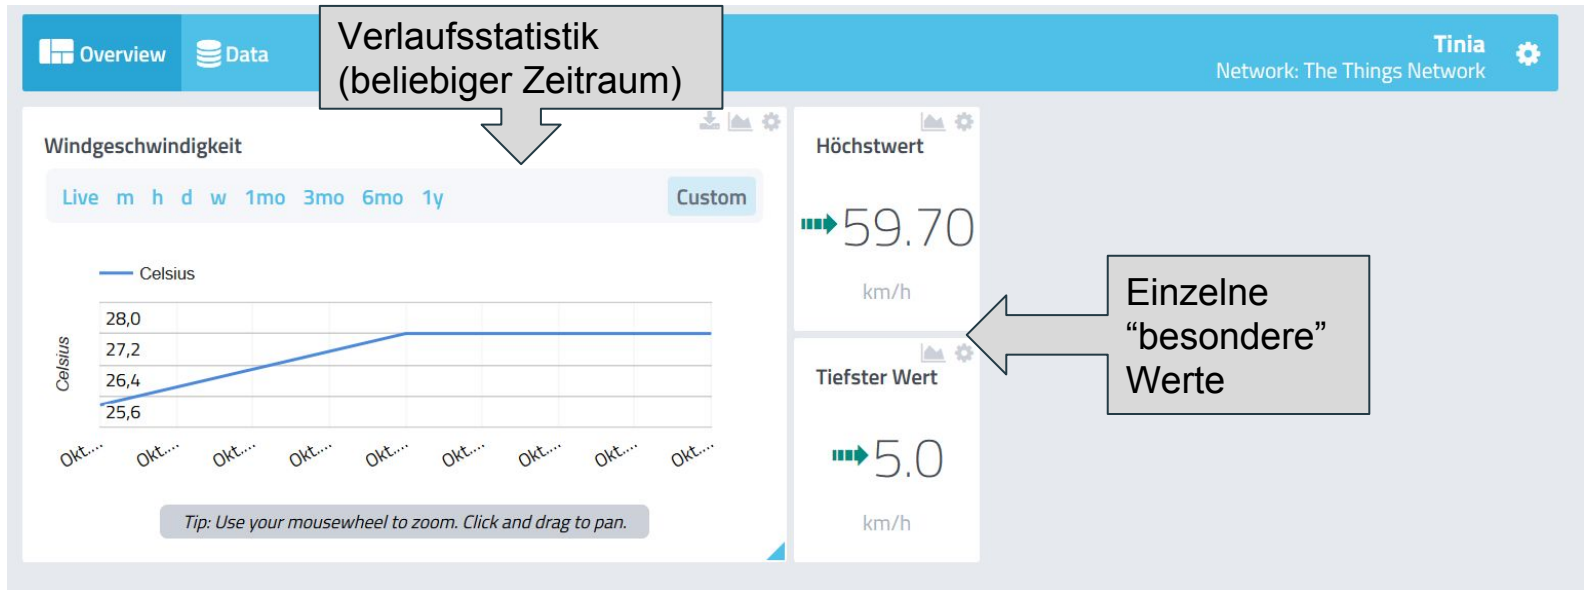 Overview
Data
Verlaufsstatistik
(beliebiger Zeitraum)
Tinia
Network: The Things Network
Windgeschwindigkeit
Live m h d w 1mo 3mo 6mo 1y
Custom
Celsius
Celsius
28,0
27,2
26,4
25,6
Okt.... Okt.... Okt.... Okt.... Okt.... Okt.... Okt.... Okt.... Okt....
Tip: Use your mousewheel to zoom. Click and drag to pan.
Höchstwert
59.70
km/h
Tiefster Wert
5.0
km/h
Einzelne
“besondere”
Werte